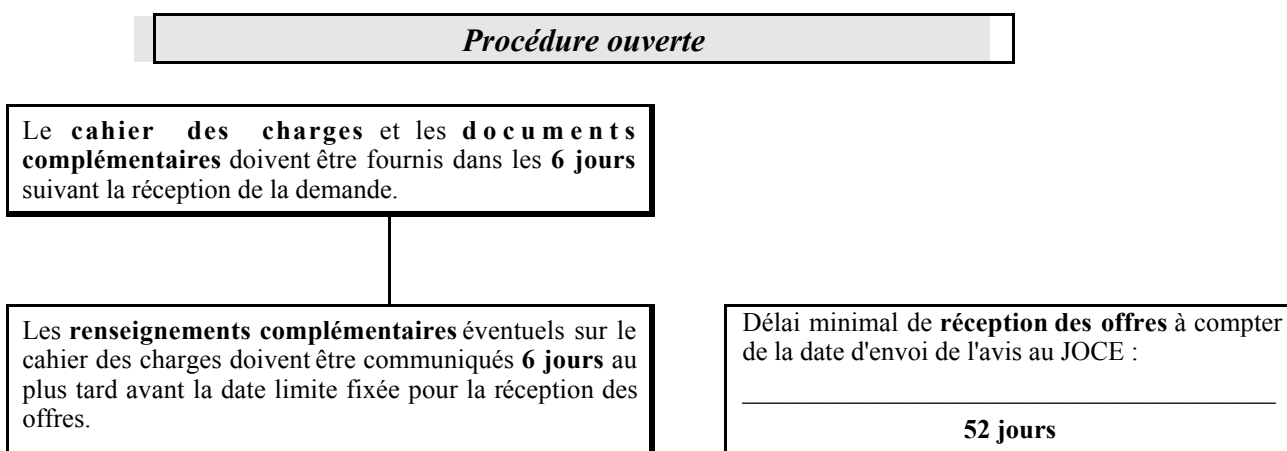 Procédure ouverte
Le cahier des charges et les documents
complémentaires doivent être fournis dans les 6 jours
suivant la réception de la demande.
Les renseignements complémentaires éventuels sur le
cahier des charges doivent être communiqués 6 jours au
plus tard avant la date limite fixée pour la réception des
offres.
Délai minimal de réception des offres à compter
de la date d'envoi de l'avis au JOCE :
52 jours